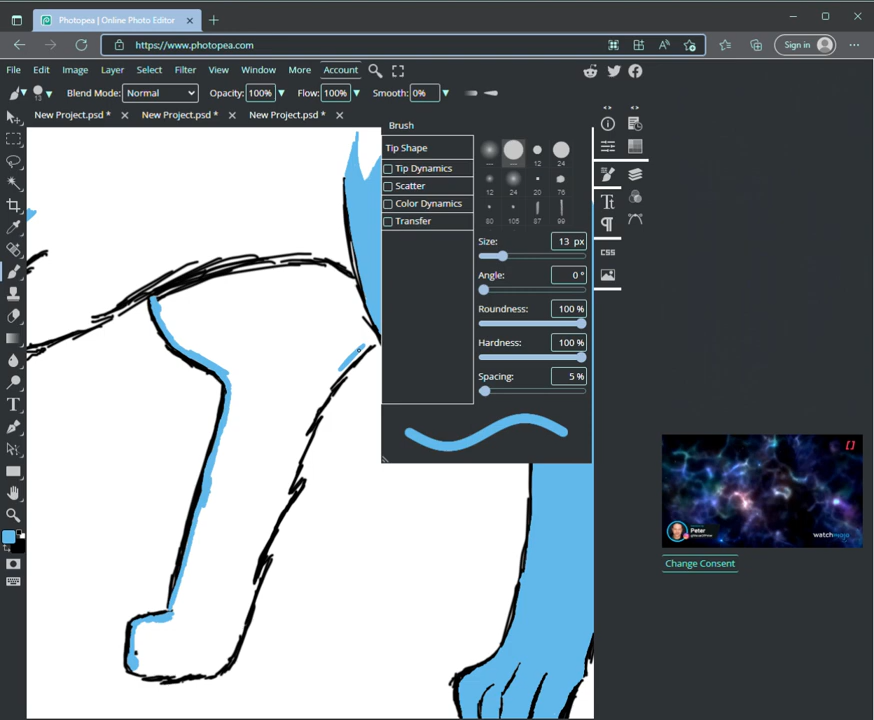 Photopea | Online Photo Editor
https://www.photopea.com
Sign in
File Edit Image Layer Select Filter View Window More Account
13 Blend Mode: Normal Opacity: 100% Flow: 100% Smooth: 0%
New Project.psd * New Project.psd * New Project.psd *
Brush
Tip Shape
Tip Dynamics
Scatter
Color Dynamics
Transfer
12 24
12 24 20 76
80 105 87 99
Size: 13 px
Angle: 0 °
Roundness: 100 %
Hardness: 100 %
Spacing: 5 %
CSS
Peter
watchmojo
Change Consent